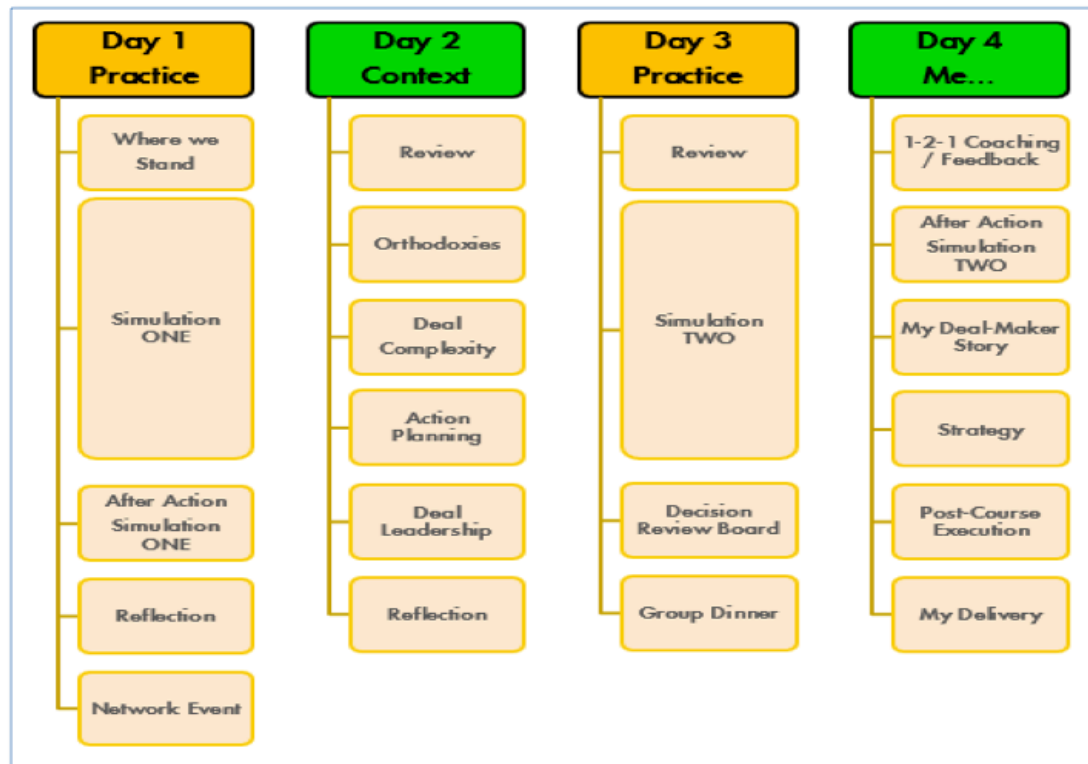 Day 1
Practice
Where we
Stand
Simulation
ONE
After Action
Simulation
ONE
Reflection
Network Event
Day 2
Context
Review
Orthodoxies
Deal
Complexity
Action
Planning
Deal
Leadership
Reflection
Day 3
Practice
Review
Simulation
TWO
Decision
Review Board
Group Dinner
Day 4
Me...
1-2-1 Coaching
/ Feedback
After Action
Simulation
TWO
My Deal-Maker
Story
Strategy
Post-Course
Execution
My Delivery